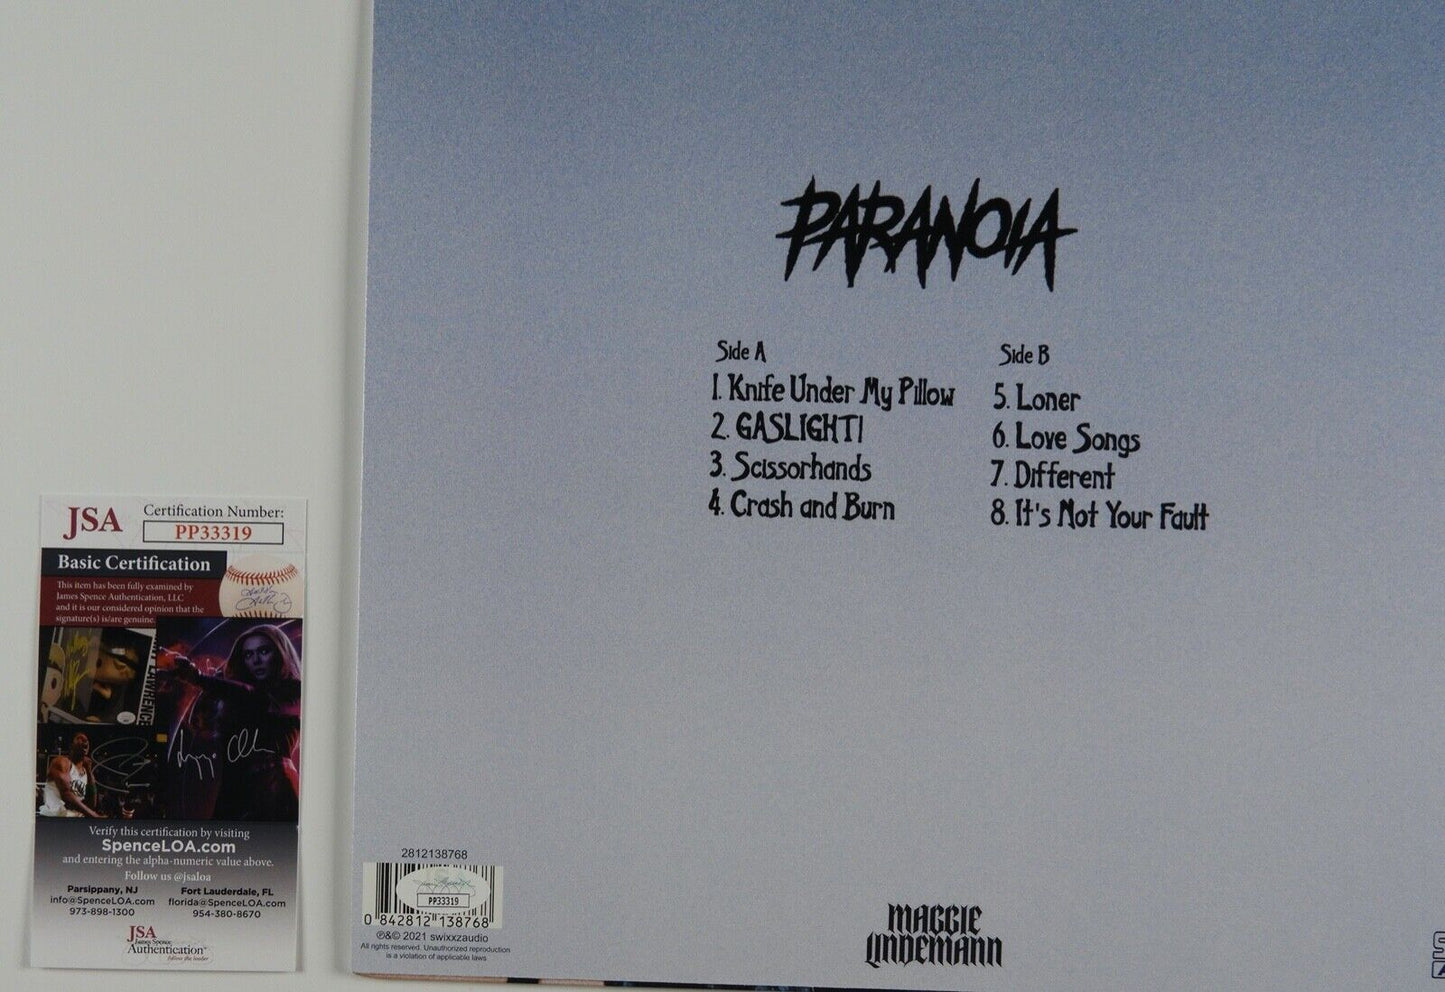 PARANOIA
Side A
1. Knife Under My Pillow
2. GASLIGHT!
3. Scissorhands
4. Crash and Burn
Side B
5. Loner
6. Love Songs
7. Different
8. It's Not Your Fault
JSA
Certification Number:
PP33319
Basic Certification
This item has been fully examined by
James Spence Authentication, LLC
and it is our considered opinion that the
signature(s) is/are genuine.
LAWRENCE
Verify this certification by visiting
SpenceLOA.com
and entering the alpha-numeric value above.
Follow us @jsaloa
Parsippany, NJ
info@SpenceLOA.com
973-898-1300
Fort Lauderdale, FL
florida@SpenceLOA.com
954-380-8670
JSA
James Spence
Authentication
follow the leader
2812138768
PP33319
0 842812 138768
℗&© 2021 swixxzaudio
All rights reserved. Unauthorized reproduction
is a violation of applicable laws
MAGGIE
LINDEMANN